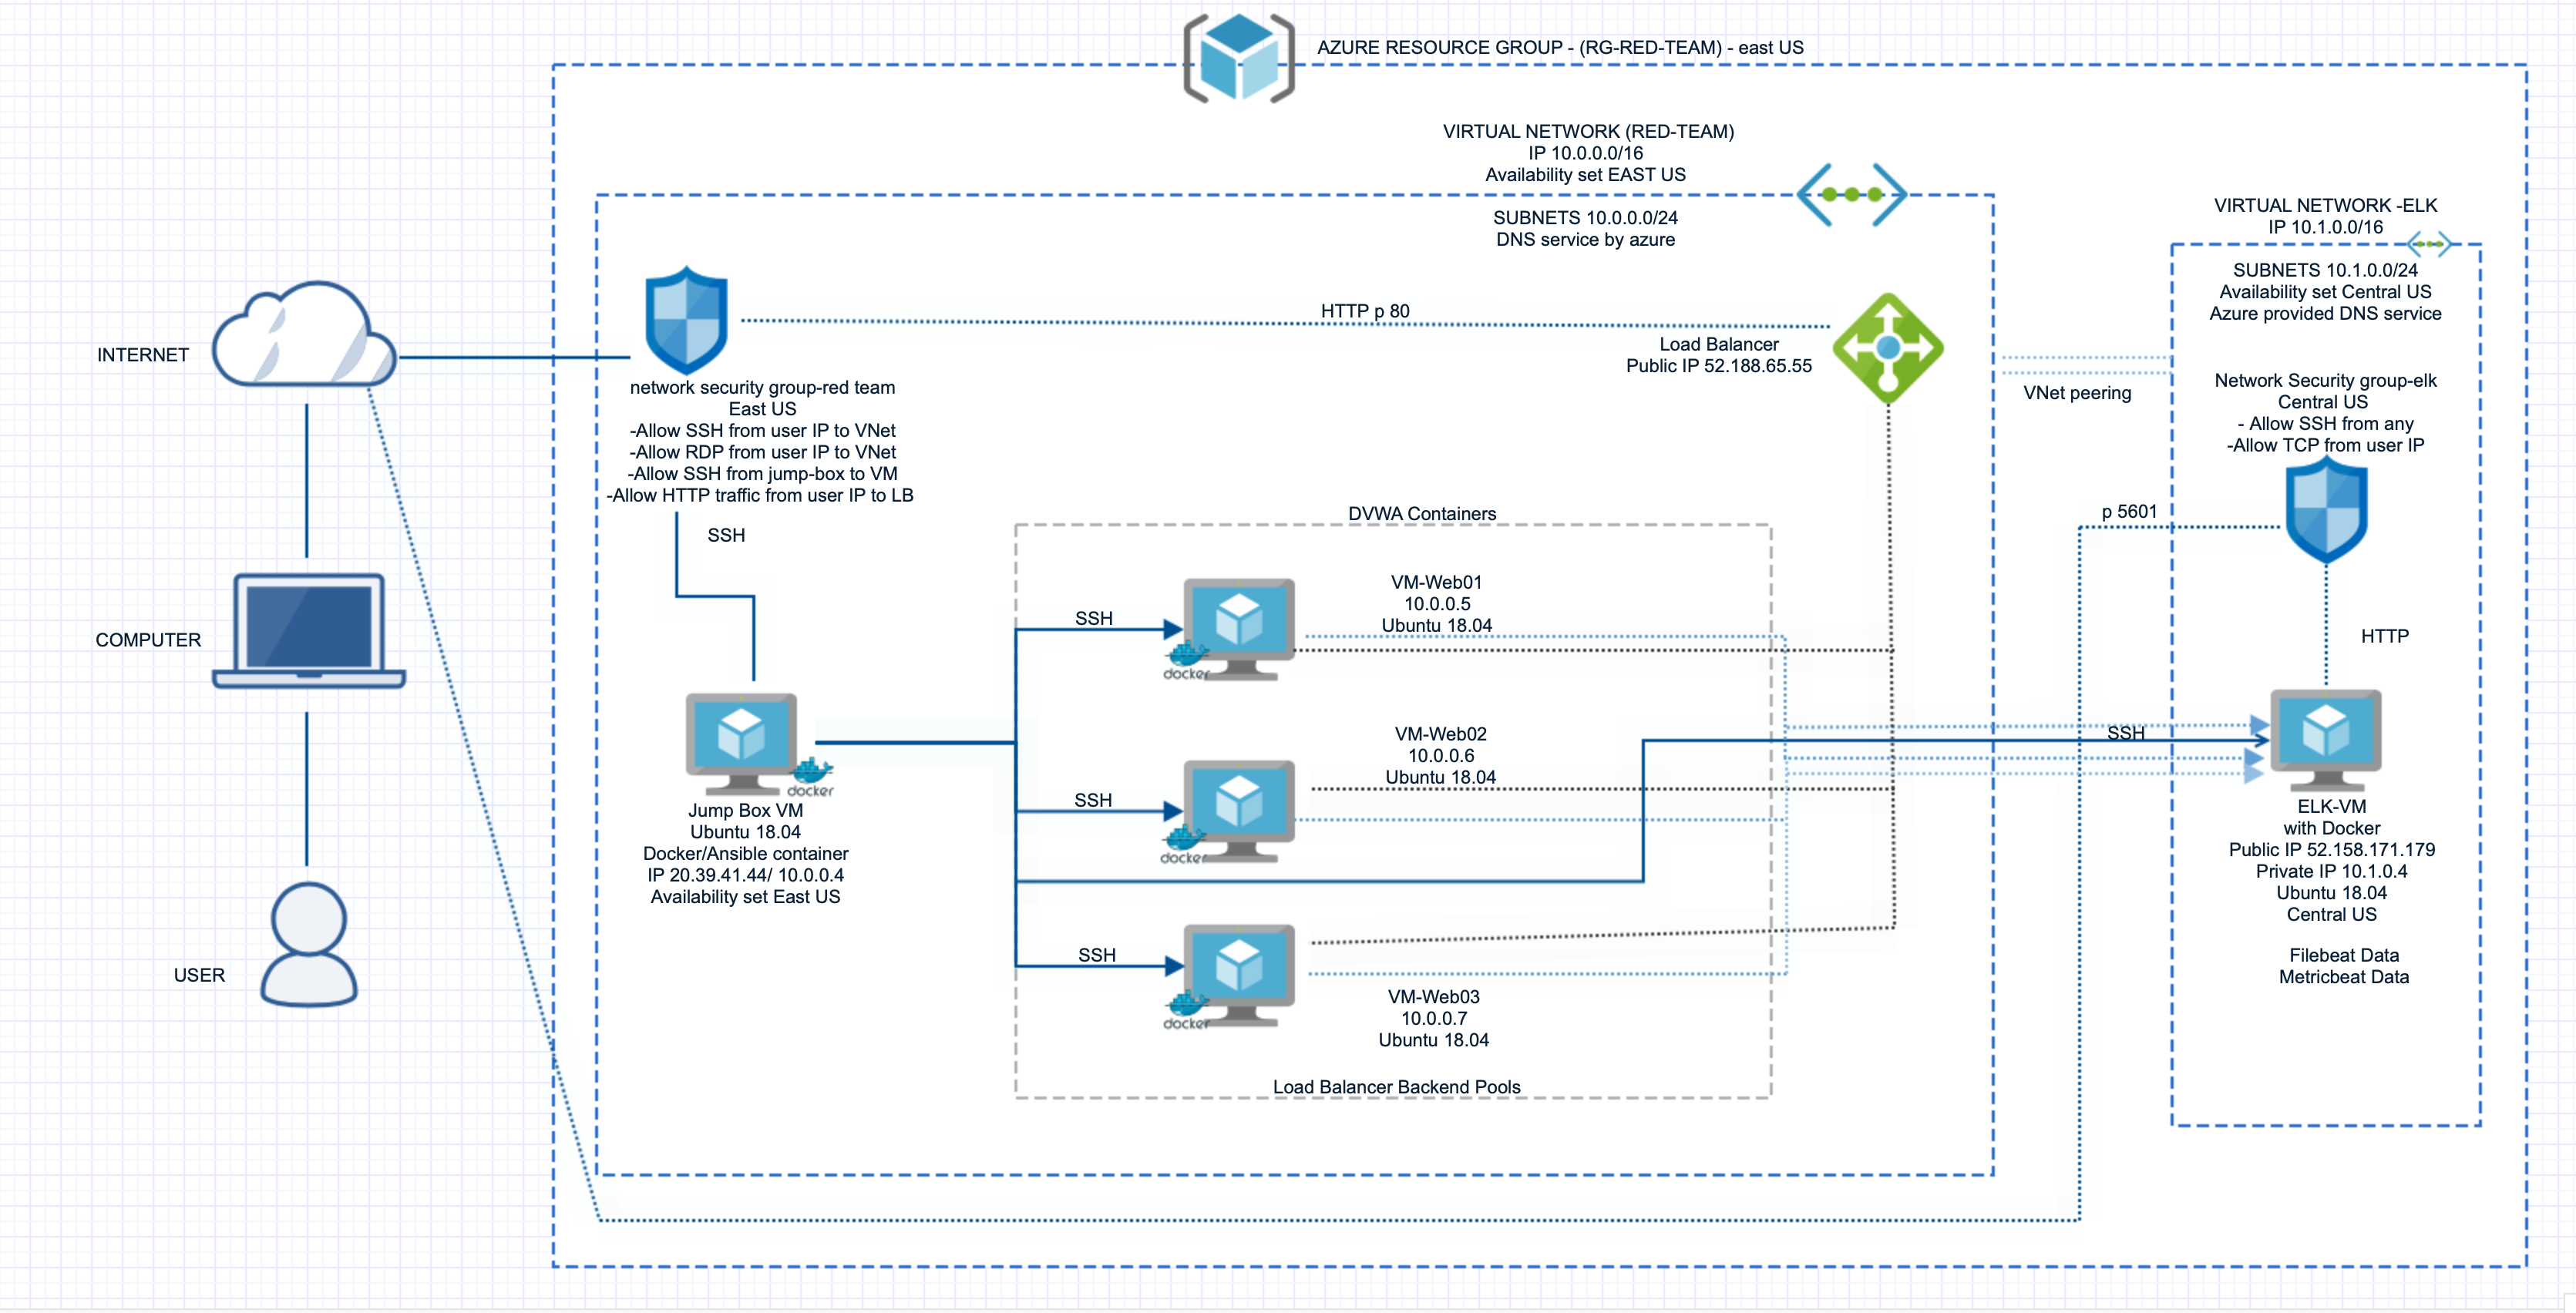 AZURE RESOURCE GROUP - (RG-RED-TEAM) - east US
VIRTUAL NETWORK (RED-TEAM)
IP 10.0.0.0/16
Availability set EAST US
SUBNETS 10.0.0.0/24
DNS service by azure
VIRTUAL NETWORK -ELK
IP 10.1.0.0/16
SUBNETS 10.1.0.0/24
Availability set Central US
Azure provided DNS service
INTERNET
HTTP p 80
Load Balancer
Public IP 52.188.65.55
VNet peering
network security group-red team
East US
-Allow SSH from user IP to VNet
-Allow RDP from user IP to VNet
-Allow SSH from jump-box to VM
-Allow HTTP traffic from user IP to LB
Network Security group-elk
Central US
- Allow SSH from any
-Allow TCP from user IP
SSH
p 5601
HTTP
COMPUTER
DVWA Containers
SSH
docker
VM-Web01
10.0.0.5
Ubuntu 18.04
SSH
docker
VM-Web02
10.0.0.6
Ubuntu 18.04
SSH
docker
Jump Box VM
Ubuntu 18.04
Docker/Ansible container
IP 20.39.41.44/ 10.0.0.4
Availability set East US
ELK-VM
with Docker
Public IP 52.158.171.179
Private IP 10.1.0.4
Ubuntu 18.04
Central US
Filebeat Data
Metricbeat Data
USER
SSH
docker
VM-Web03
10.0.0.7
Ubuntu 18.04
Load Balancer Backend Pools